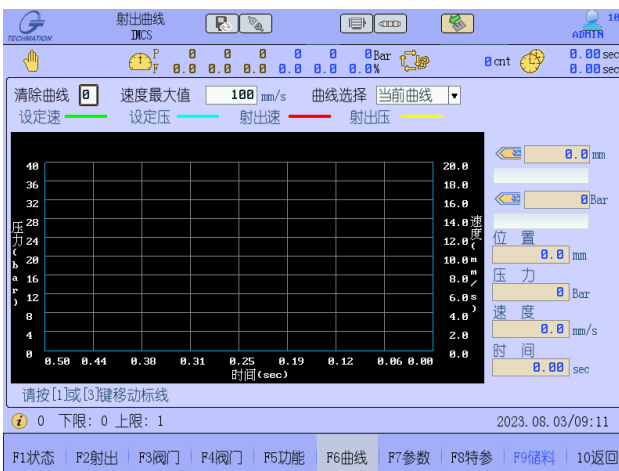 TECHMATION
射出曲线
IMCS
10
ADMIN
P 0 0 0 0 0 0Bar
F 0.0 0.0 0.0 0.0 0.0 0.0%
0 cnt
0.00 sec
0.00 sec
清除曲线 0 速度最大值 100 mm/s 曲线选择 当前曲线
设定速 设定压 射出速 射出压
压力(bar)
40
36
32
28
24
20
16
12
8
4
0
20.0
18.0
16.0
14.0
12.0
10.0
8.0
6.0
4.0
2.0
0.0
速度(mm/s)
0.50 0.44 0.38 0.31 0.25 0.19 0.12 0.06 0.00
时间(sec)
0.0 mm
0 Bar
位 置
0.0 mm
压 力
0 Bar
速 度
0.0 mm/s
时 间
0.00 sec
请按[1]或[3]键移动标线
i 0 下限: 0 上限: 1
2023.08.03/09:11
F1状态 F2射出 F3阀门 F4阀门 F5功能 F6曲线 F7参数 F8特参 F9储料 10返回